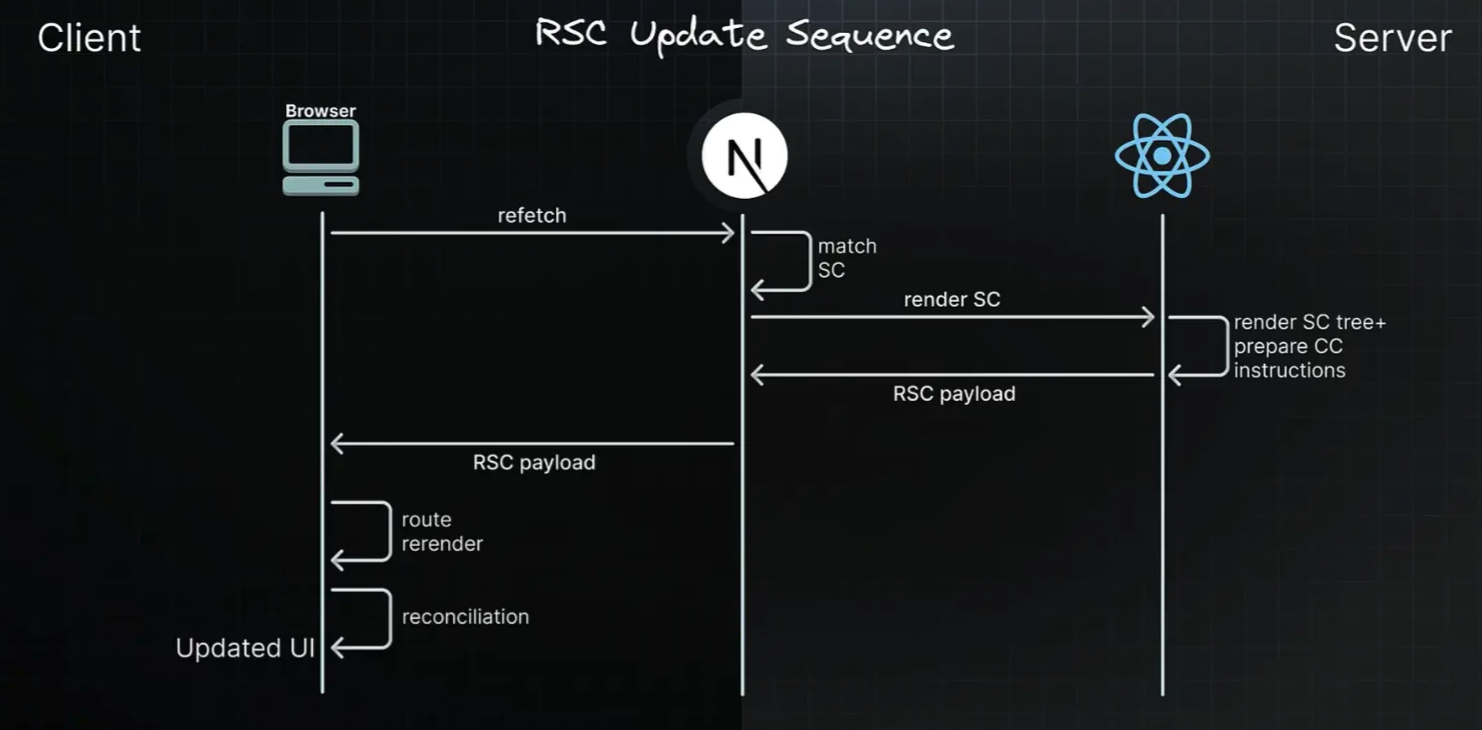 Client
RSC Update Sequence
Server
Browser
N
refetch
match
SC
render SC
render SC tree+
prepare CC
instructions
RSC payload
RSC payload
route
rerender
reconciliation
Updated UI